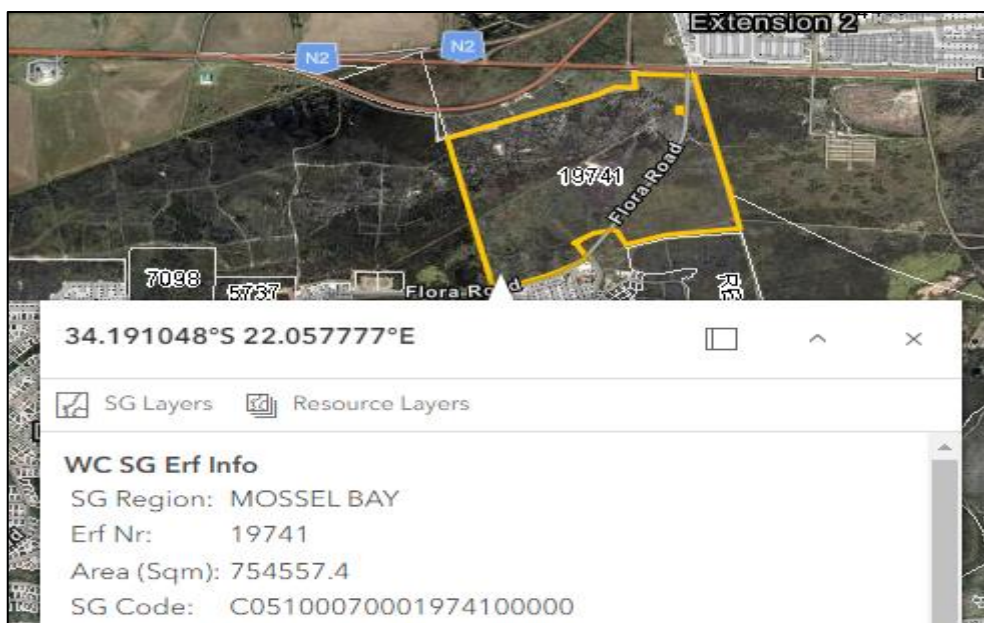 Extension 2
N2
N2
19741
Flora Road
7098
5737
Flora Road
RE
34.191048°S 22.057777°E
SG Layers Resource Layers
WC SG Erf Info
SG Region: MOSSEL BAY
Erf Nr: 19741
Area (Sqm): 754557.4
SG Code: C05100070001974100000